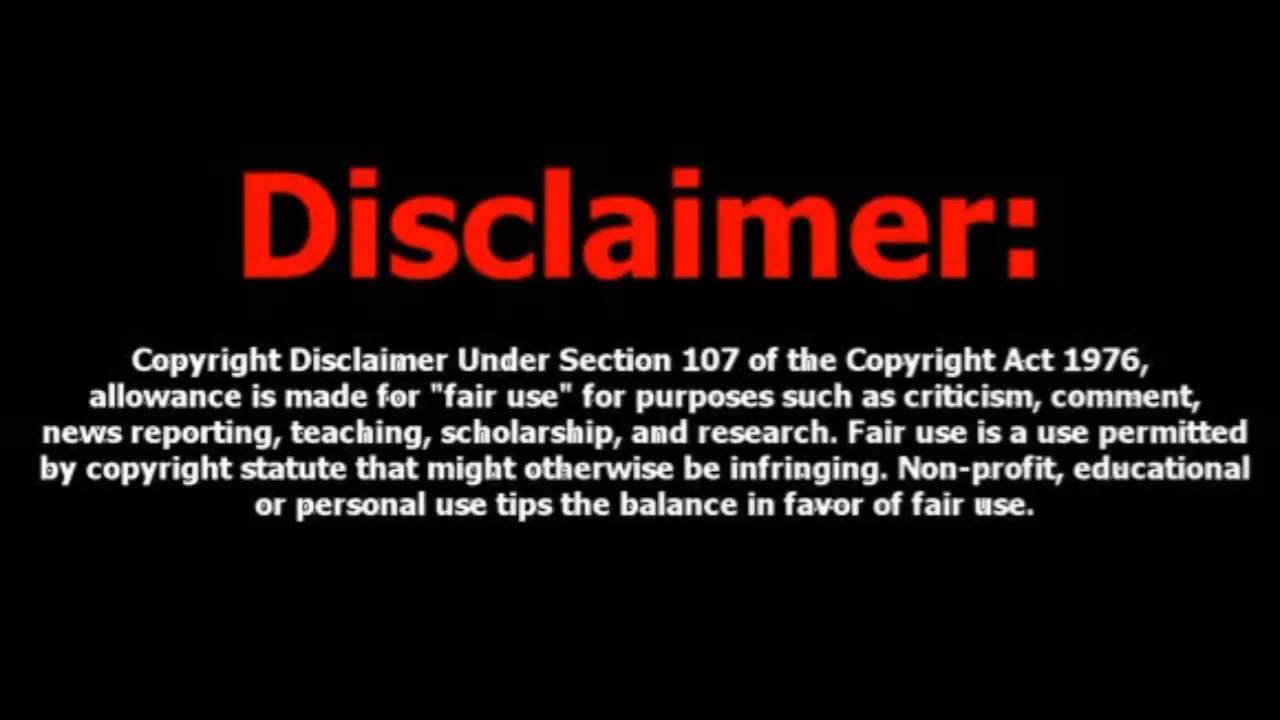 Disclaimer:
Copyright Disclaimer Under Section 107 of the Copyright Act 1976,
allowance is made for "fair use" for purposes such as criticism, comment,
news reporting, teaching, scholarship, and research. Fair use is a use permitted
by copyright statute that might otherwise be infringing. Non-profit, educational
or personal use tips the balance in favor of fair use.